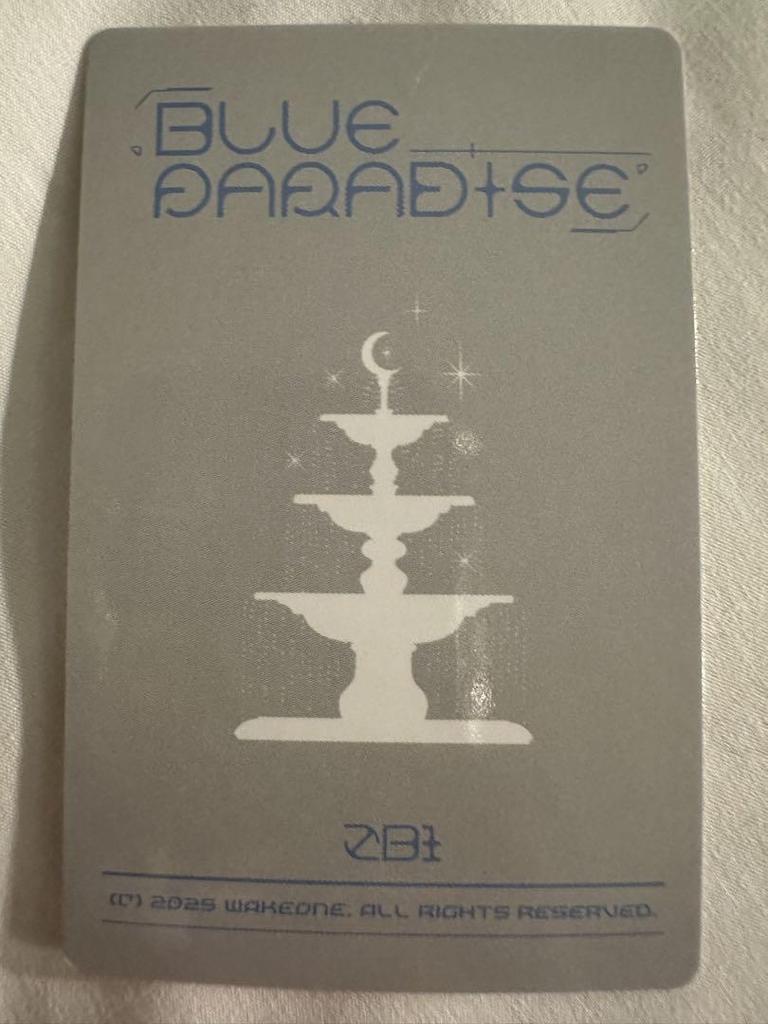 BLUE
PARADISE
ZB1
(C) 2025 WAKEONE. ALL RIGHTS RESERVED.